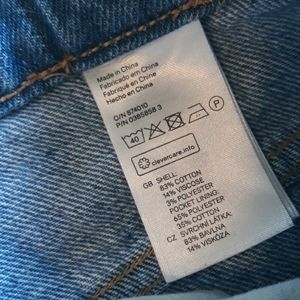 Made in China
Fabricado em China
Fabriqué en Chine
Hecho en China
O/N 574010
P/N 0385858 3
40
P
clevercare.info
GB SHELL:
83% COTTON
14% VISCOSE
3% POLYESTER
POCKET LINING:
65% POLYESTER
35% COTTON
CZ SVRCHNÍ LÁTKA:
83% BAVLNA
14% VISKÓZA